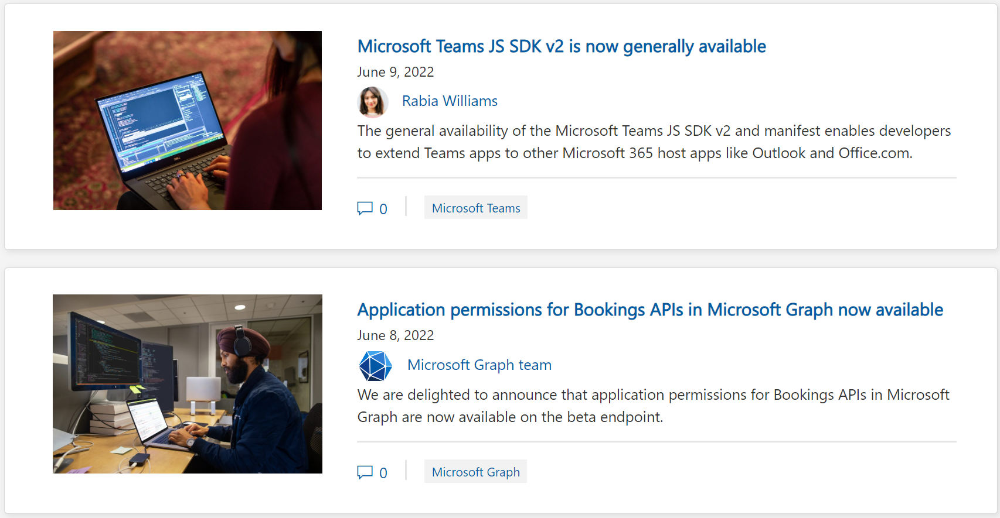 Microsoft Teams JS SDK v2 is now generally available
June 9, 2022
Rabia Williams
The general availability of the Microsoft Teams JS SDK v2 and manifest enables developers
to extend Teams apps to other Microsoft 365 host apps like Outlook and Office.com.
0
Microsoft Teams
Application permissions for Bookings APIs in Microsoft Graph now available
June 8, 2022
Microsoft Graph team
We are delighted to announce that application permissions for Bookings APIs in Microsoft
Graph are now available on the beta endpoint.
0
Microsoft Graph